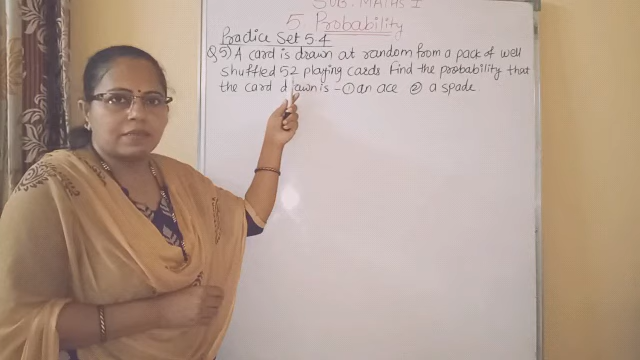 SUB. MATHS I
5. Probability
Practice Set 5.4
Q5) A card is drawn at random from a pack of well
shuffled 52 playing cards Find the probability that
the card drawn is - ① an ace ② a spade.